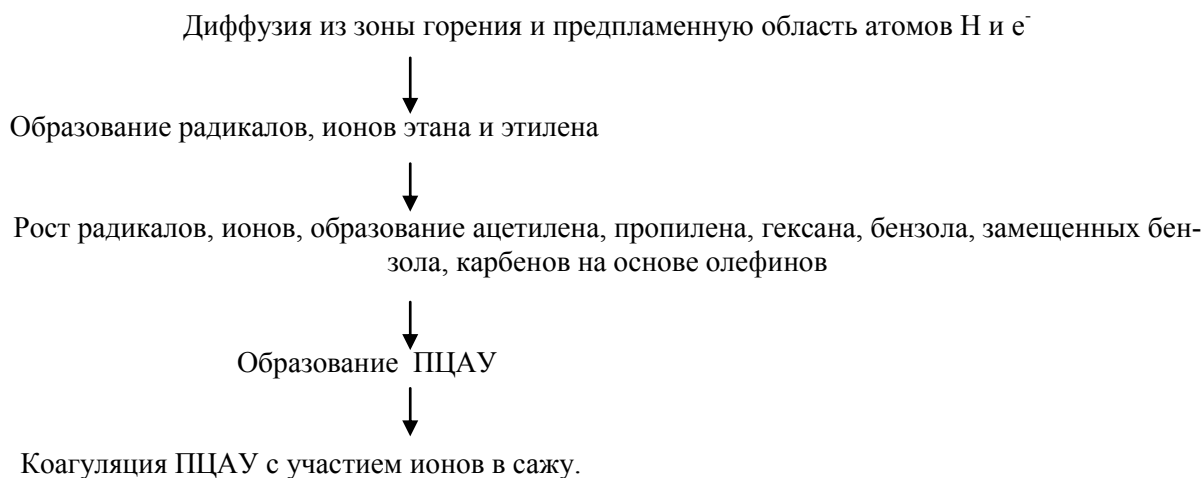 Диффузия из зоны горения и предпламенную область атомов Н и е⁻
Образование радикалов, ионов этана и этилена
Рост радикалов, ионов, образование ацетилена, пропилена, гексана, бензола, замещенных бен-
зола, карбенов на основе олефинов
Образование ПЦАУ
Коагуляция ПЦАУ с участием ионов в сажу.